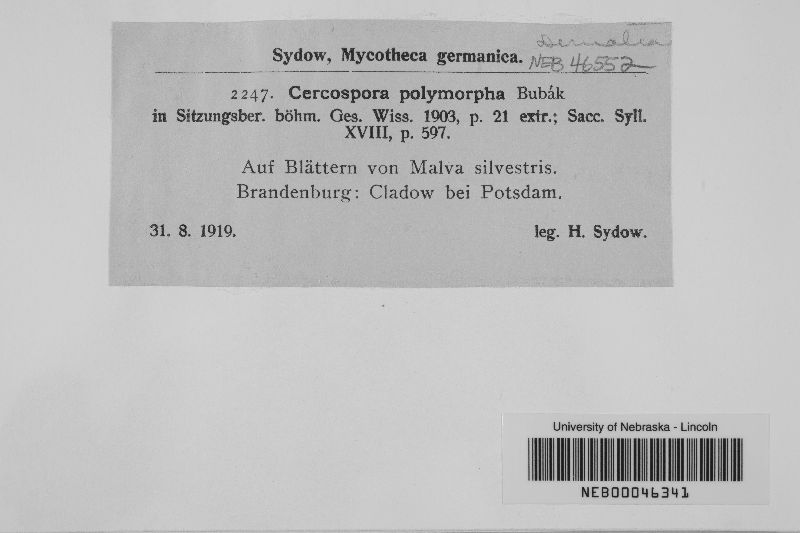 Sydow, Mycotheca germanica.
NEB 46552
2247. Cercospora polymorpha Bubák
in Sitzungsber. böhm. Ges. Wiss. 1903, p. 21 extr.; Sacc. Syll.
XVIII, p. 597.
Auf Blättern von Malva silvestris.
Brandenburg: Cladow bei Potsdam.
31. 8. 1919.
leg. H. Sydow.
University of Nebraska - Lincoln
NEB00046341